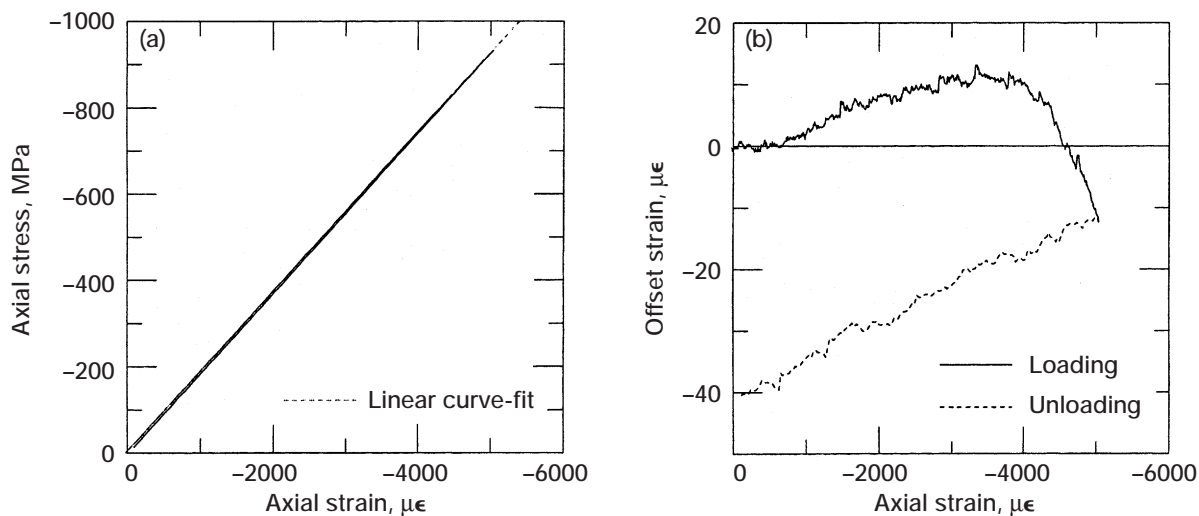 (a)
Axial stress, MPa
−1000
−800
−600
−400
−200
0
0
−2000
−4000
−6000
Axial strain, µϵ
Linear curve-fit
(b)
Offset strain, µϵ
20
10
0
−20
−40
0
−2000
−4000
−6000
Axial strain, µϵ
Loading
Unloading